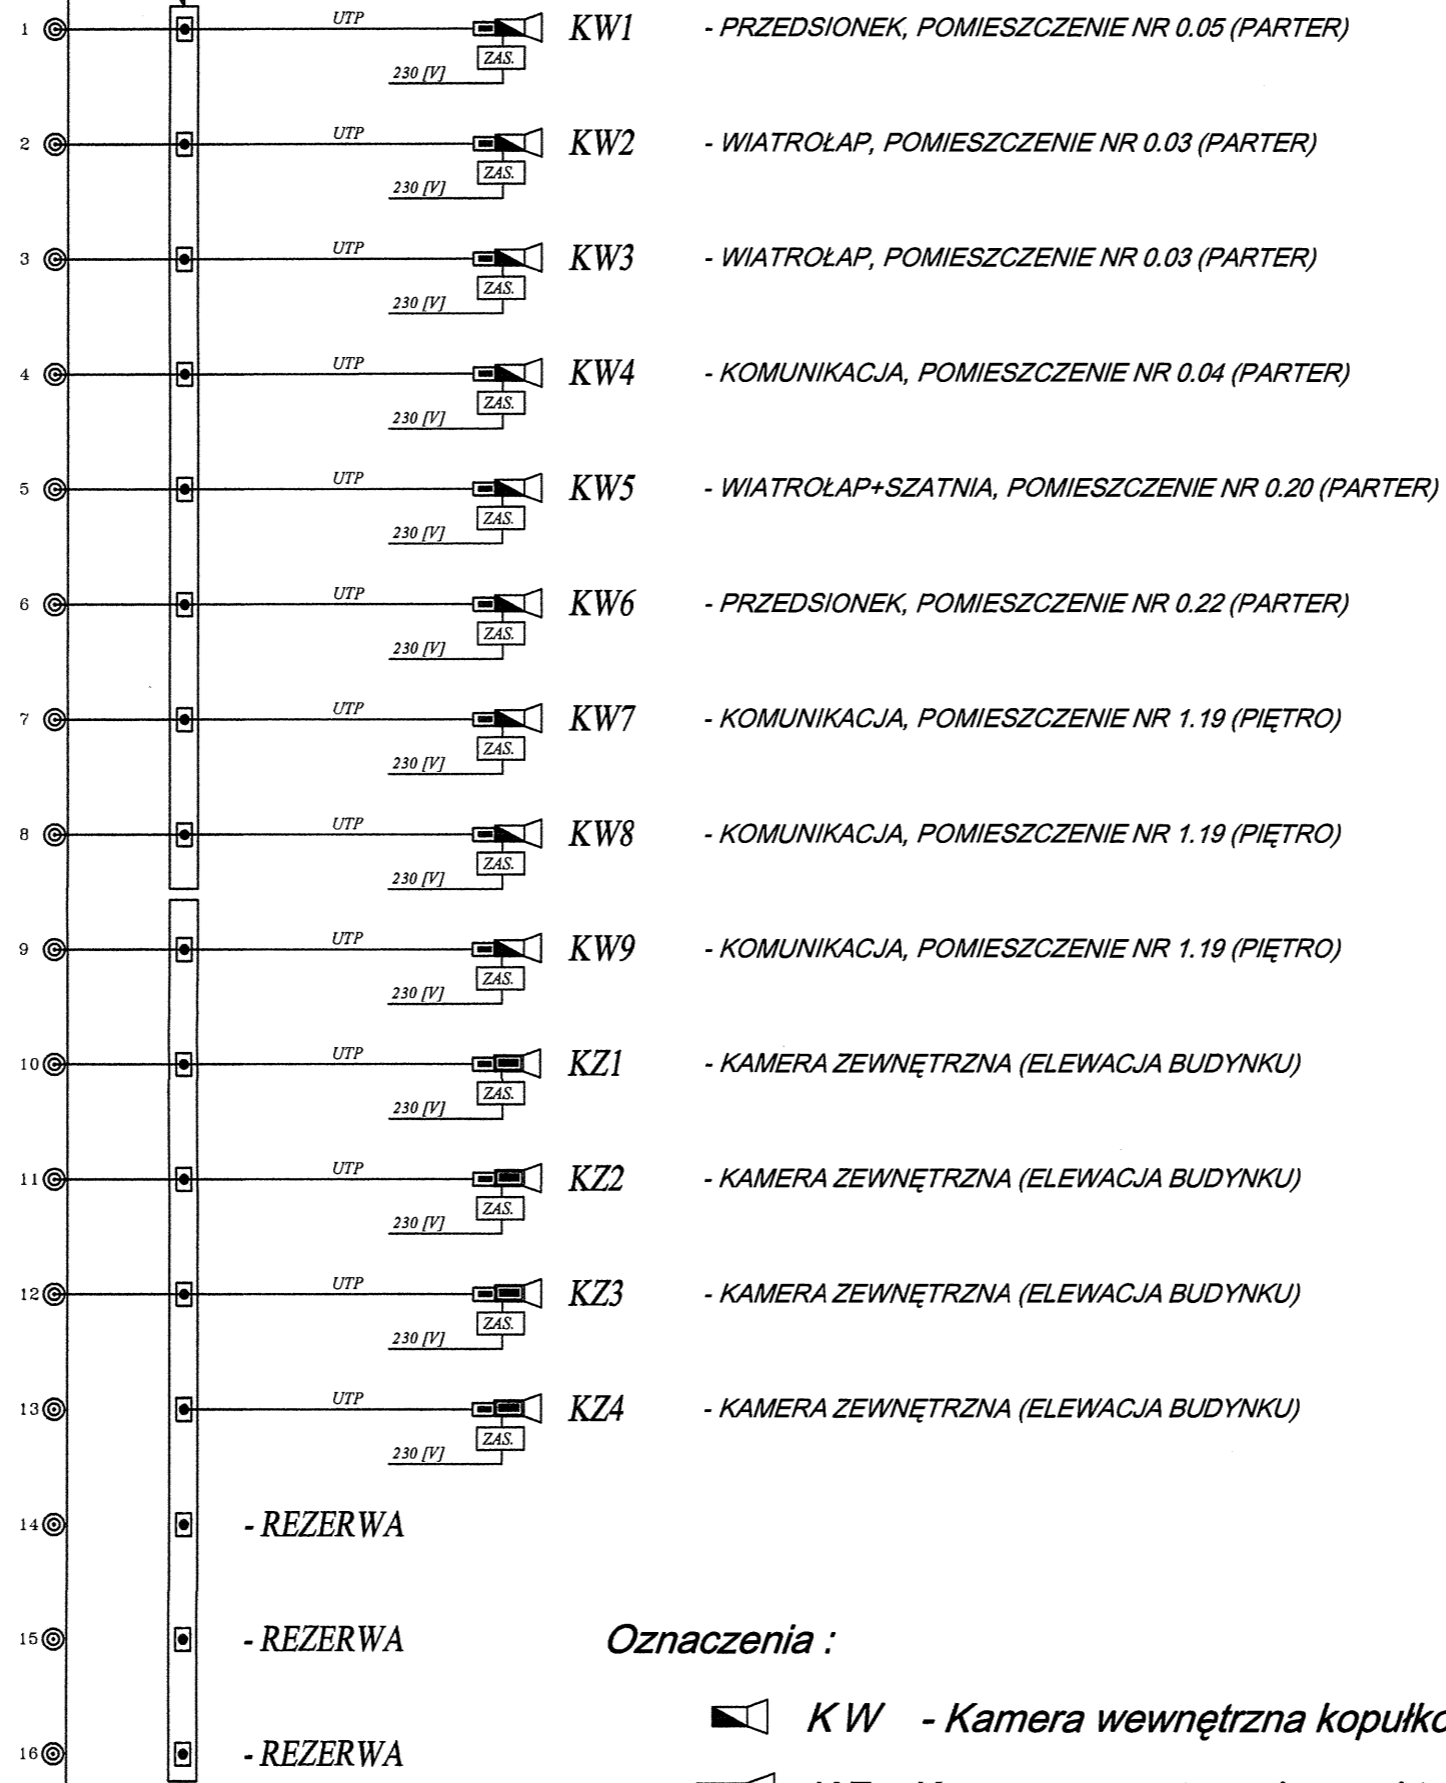 1 UTP KW1 - PRZEDSIONEK, POMIESZCZENIE NR 0.05 (PARTER)
ZAS.
230 [V]
2 UTP KW2 - WIATROŁAP, POMIESZCZENIE NR 0.03 (PARTER)
ZAS.
230 [V]
3 UTP KW3 - WIATROŁAP, POMIESZCZENIE NR 0.03 (PARTER)
ZAS.
230 [V]
4 UTP KW4 - KOMUNIKACJA, POMIESZCZENIE NR 0.04 (PARTER)
ZAS.
230 [V]
5 UTP KW5 - WIATROŁAP+SZATNIA, POMIESZCZENIE NR 0.20 (PARTER)
ZAS.
230 [V]
6 UTP KW6 - PRZEDSIONEK, POMIESZCZENIE NR 0.22 (PARTER)
ZAS.
230 [V]
7 UTP KW7 - KOMUNIKACJA, POMIESZCZENIE NR 1.19 (PIĘTRO)
ZAS.
230 [V]
8 UTP KW8 - KOMUNIKACJA, POMIESZCZENIE NR 1.19 (PIĘTRO)
ZAS.
230 [V]
9 UTP KW9 - KOMUNIKACJA, POMIESZCZENIE NR 1.19 (PIĘTRO)
ZAS.
230 [V]
10 UTP KZ1 - KAMERA ZEWNĘTRZNA (ELEWACJA BUDYNKU)
ZAS.
230 [V]
11 UTP KZ2 - KAMERA ZEWNĘTRZNA (ELEWACJA BUDYNKU)
ZAS.
230 [V]
12 UTP KZ3 - KAMERA ZEWNĘTRZNA (ELEWACJA BUDYNKU)
ZAS.
230 [V]
13 UTP KZ4 - KAMERA ZEWNĘTRZNA (ELEWACJA BUDYNKU)
ZAS.
230 [V]
14 - REZERWA
15 - REZERWA
Oznaczenia :
KW - Kamera wewnętrzna kopułko
16 - REZERWA